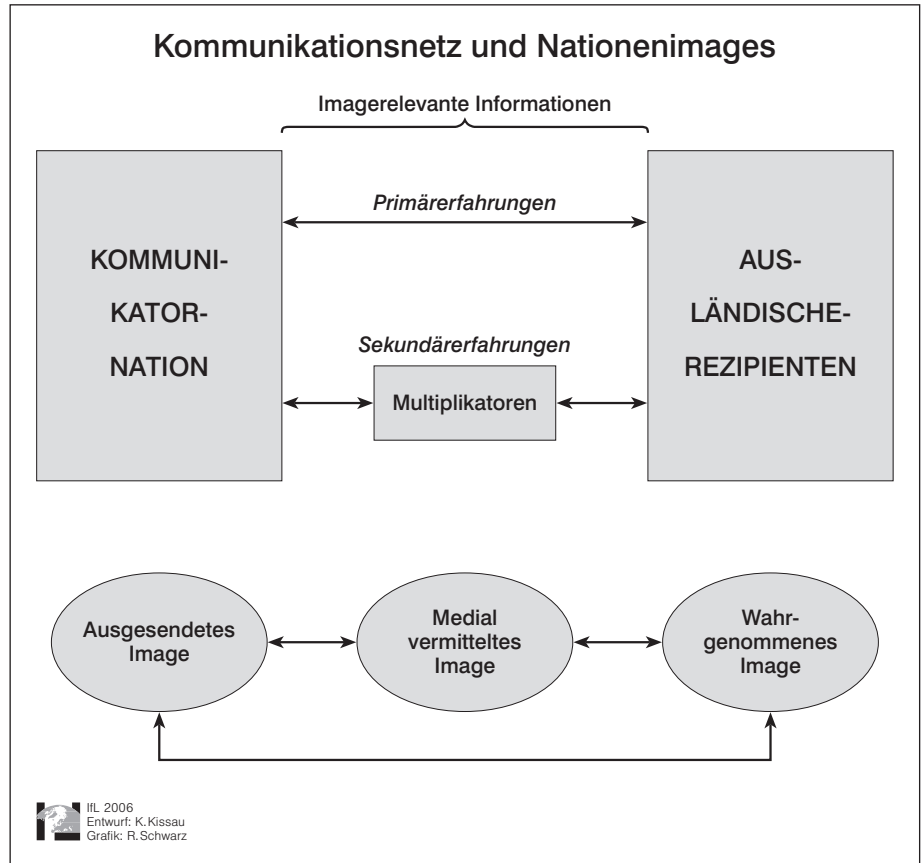 Kommunikationsnetz und Nationenimages
Imagerelevante Informationen
Primärerfahrungen
KOMMUNI-
KATOR-
NATION
AUS-
LÄNDISCHE-
REZIPIENTEN
Sekundärerfahrungen
Multiplikatoren
Ausgesendetes
Image
Medial
vermitteltes
Image
Wahr-
genommenes
Image
IfL 2006
Entwurf: K.Kissau
Grafik: R.Schwarz